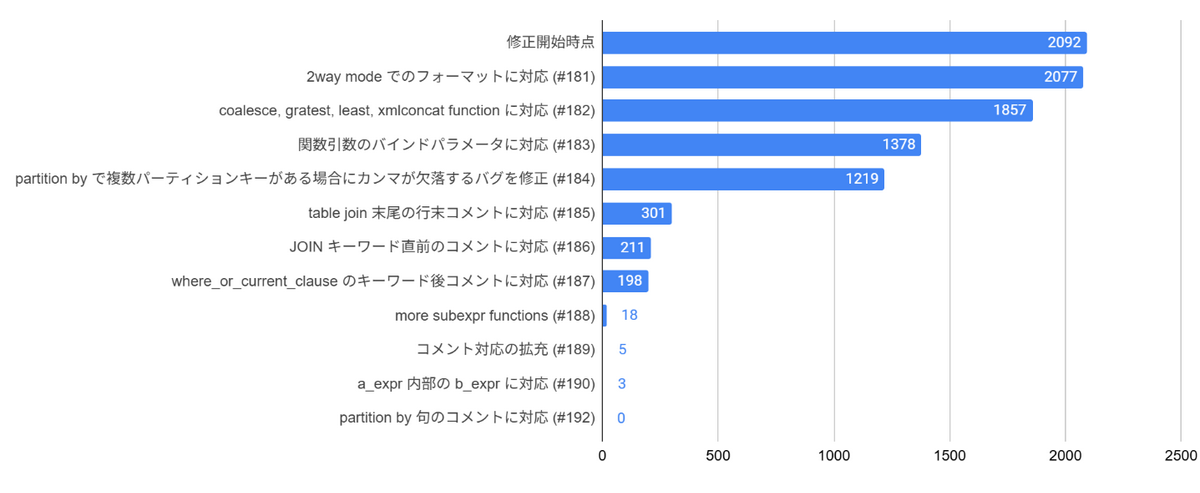 修正開始時点 2092
2way mode でのフォーマットに対応 (#181) 2077
coalesce, gratest, least, xmlconcat function に対応 (#182) 1857
関数引数のバインドパラメータに対応 (#183) 1378
partition by で複数パーティションキーがある場合にカンマが欠落するバグを修正 (#184) 1219
table join 末尾の行末コメントに対応 (#185) 301
JOIN キーワード直前のコメントに対応 (#186) 211
where_or_current_clause のキーワード後コメントに対応 (#187) 198
more subexpr functions (#188) 18
コメント対応の拡充 (#189) 5
a_expr 内部の b_expr に対応 (#190) 3
partition by 句のコメントに対応 (#192) 0
0 500 1000 1500 2000 2500